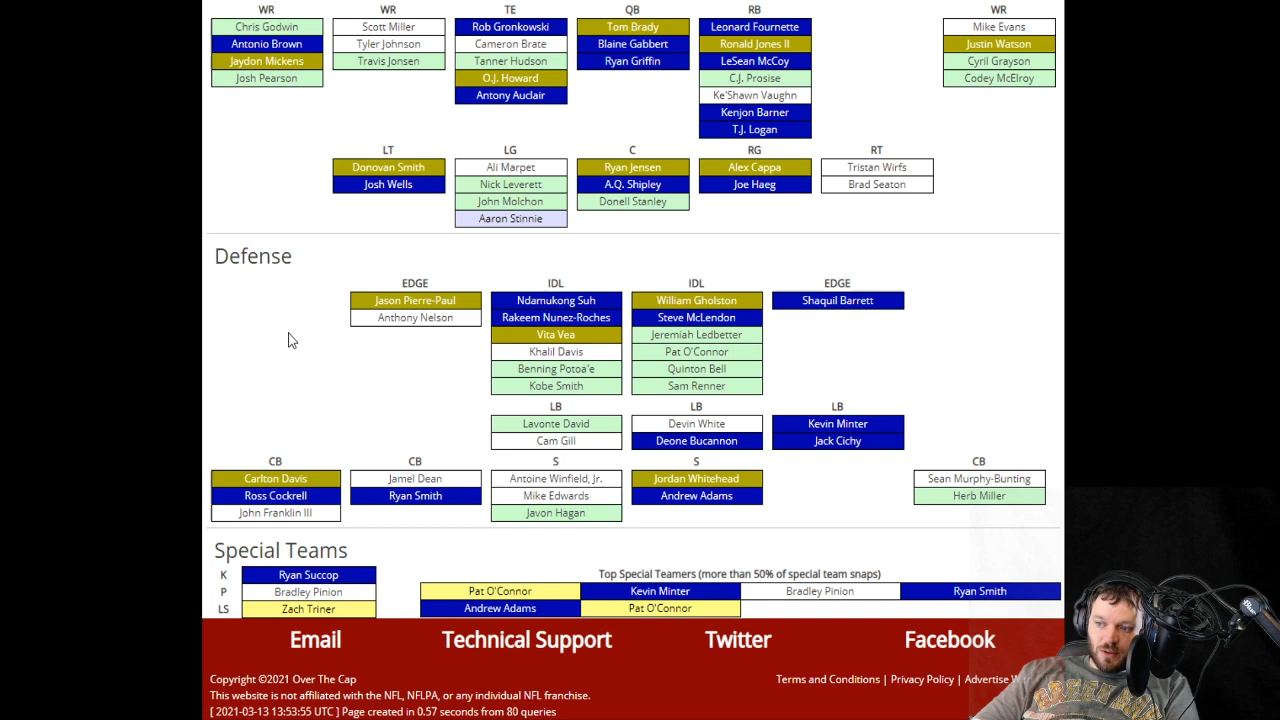 WR WR TE QB RB WR
Chris Godwin Scott Miller Rob Gronkowski Tom Brady Leonard Fournette Mike Evans
Antonio Brown Tyler Johnson Cameron Brate Blaine Gabbert Ronald Jones II Justin Watson
Jaydon Mickens Travis Jonsen Tanner Hudson Ryan Griffin LeSean McCoy Cyril Grayson
Josh Pearson O.J. Howard C.J. Prosise Codey McElroy
Antony Auclair Ke'Shawn Vaughn
Kenjon Barner
T.J. Logan
LT LG C RG RT
Donovan Smith Ali Marpet Ryan Jensen Alex Cappa Tristan Wirfs
Josh Wells Nick Leverett A.Q. Shipley Joe Haeg Brad Seaton
John Molchon Donell Stanley
Aaron Stinnie
Defense
EDGE IDL IDL EDGE
Jason Pierre-Paul Ndamukong Suh William Gholston Shaquil Barrett
Anthony Nelson Rakeem Nunez-Roches Steve McLendon
Vita Vea Jeremiah Ledbetter
Khalil Davis Pat O'Connor
Benning Potoa'e Quinton Bell
Kobe Smith Sam Renner
LB LB LB
Lavonte David Devin White Kevin Minter
Cam Gill Deone Bucannon Jack Cichy
CB CB S S CB
Carlton Davis Jamel Dean Antoine Winfield, Jr. Jordan Whitehead Sean Murphy-Bunting
Ross Cockrell Ryan Smith Mike Edwards Andrew Adams Herb Miller
John Franklin III Javon Hagan
Special Teams
K Ryan Succop Top Special Teamers (more than 50% of special team snaps)
P Bradley Pinion Pat O'Connor Kevin Minter Bradley Pinion Ryan Smith
LS Zach Triner Andrew Adams Pat O'Connor
Email Technical Support Twitter Facebook
Copyright ©2021 Over The Cap Terms and Conditions | Privacy Policy | Advertise
This website is not affiliated with the NFL, NFLPA, or any individual NFL franchise.
[ 2021-03-13 13:53:55 UTC ] Page created in 0.57 seconds from 80 queries
GREEN